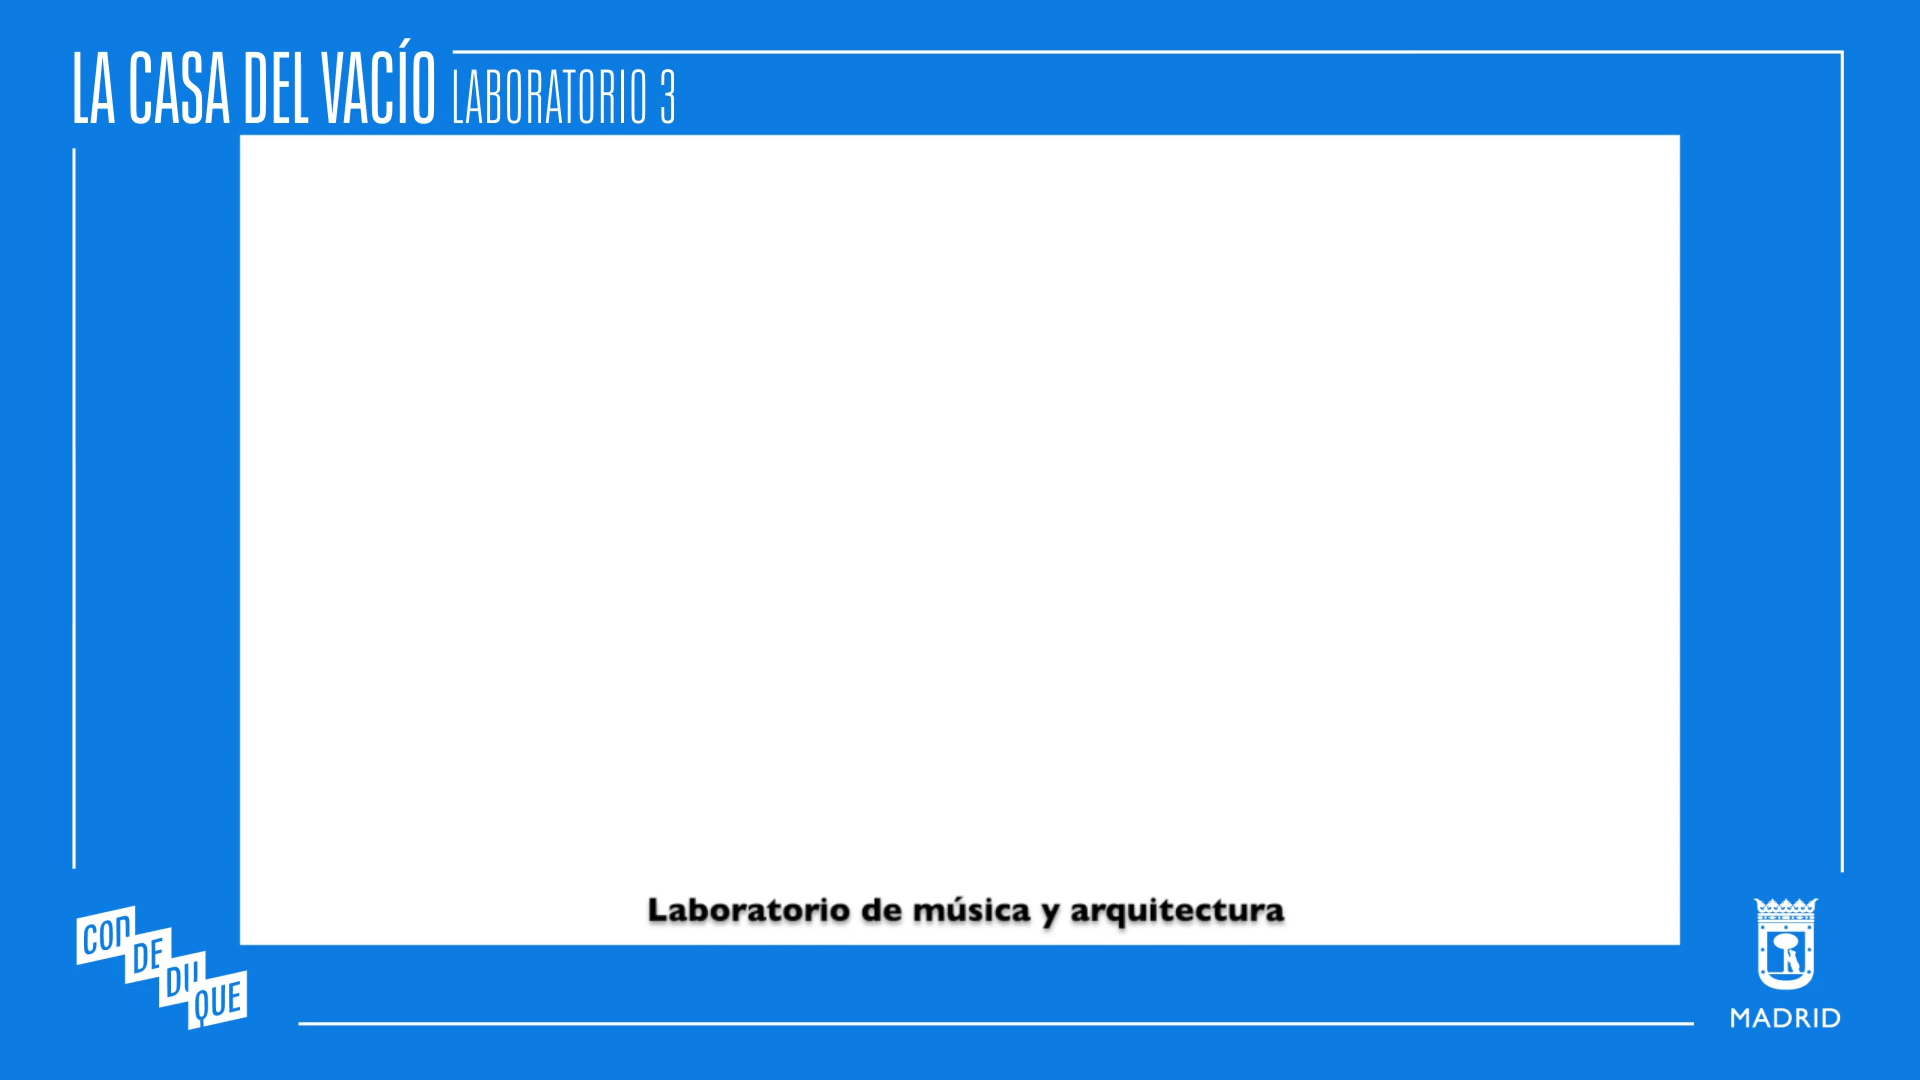 LA CASA DEL VACÍO LABORATORIO 3
Laboratorio de música y arquitectura
CON
DE
DU
QUE
MADRID